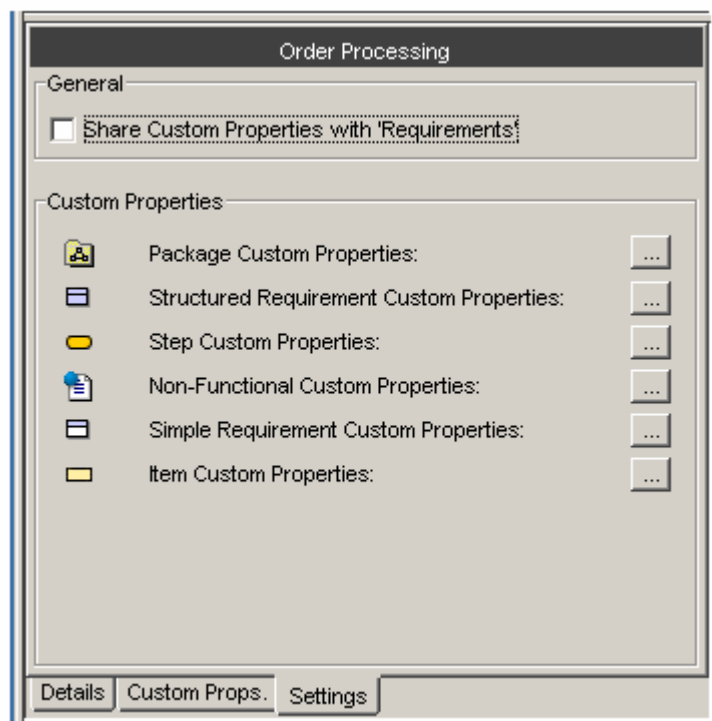 Order Processing
General
Share Custom Properties with 'Requirements'
Custom Properties
Package Custom Properties:
...
Structured Requirement Custom Properties:
...
Step Custom Properties:
...
Non-Functional Custom Properties:
...
Simple Requirement Custom Properties:
...
Item Custom Properties:
...
Details
Custom Props.
Settings